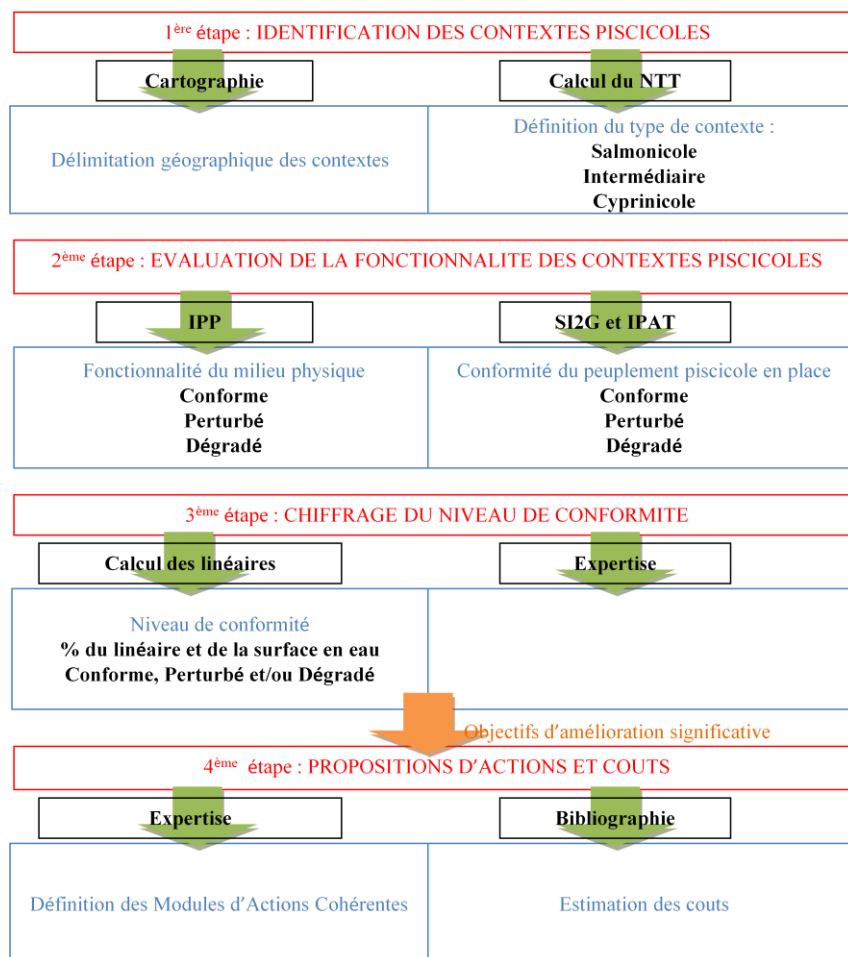 1ère étape : IDENTIFICATION DES CONTEXTES PISCICOLES
Cartographie
Calcul du NTT
Délimitation géographique des contextes
Définition du type de contexte :
Salmonicole
Intermédiaire
Cyprinicole
2ème étape : EVALUATION DE LA FONCTIONNALITE DES CONTEXTES PISCICOLES
IPP
SI2G et IPAT
Fonctionnalité du milieu physique
Conforme
Perturbé
Dégradé
Conformité du peuplement piscicole en place
Conforme
Perturbé
Dégradé
3ème étape : CHIFFRAGE DU NIVEAU DE CONFORMITE
Calcul des linéaires
Expertise
Niveau de conformité
% du linéaire et de la surface en eau
Conforme, Perturbé et/ou Dégradé
Objectifs d'amélioration significative
4ème étape : PROPOSITIONS D'ACTIONS ET COUTS
Expertise
Bibliographie
Définition des Modules d'Actions Cohérentes
Estimation des couts